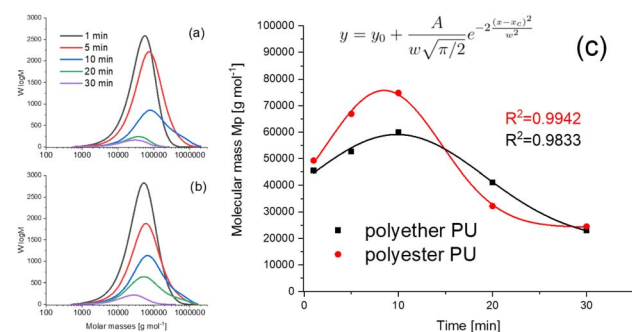 (a)
1 min
5 min
10 min
20 min
30 min
W logM
3000
2500
2000
1500
1000
500
0
100 1000 10000 100000 1000000
(b)
W logM
3000
2500
2000
1500
1000
500
0
100 1000 10000 100000 1000000
Molar masses [g mol⁻¹]
(c)
y = y₀ + A/(w√(π/2)) e^(-2(x-x_c)²/w²)
Molecular mass Mp [g mol⁻¹]
100000
90000
80000
70000
60000
50000
40000
30000
20000
10000
0
R²=0.9942
R²=0.9833
polyether PU
polyester PU
0 10 20 30
Time [min]